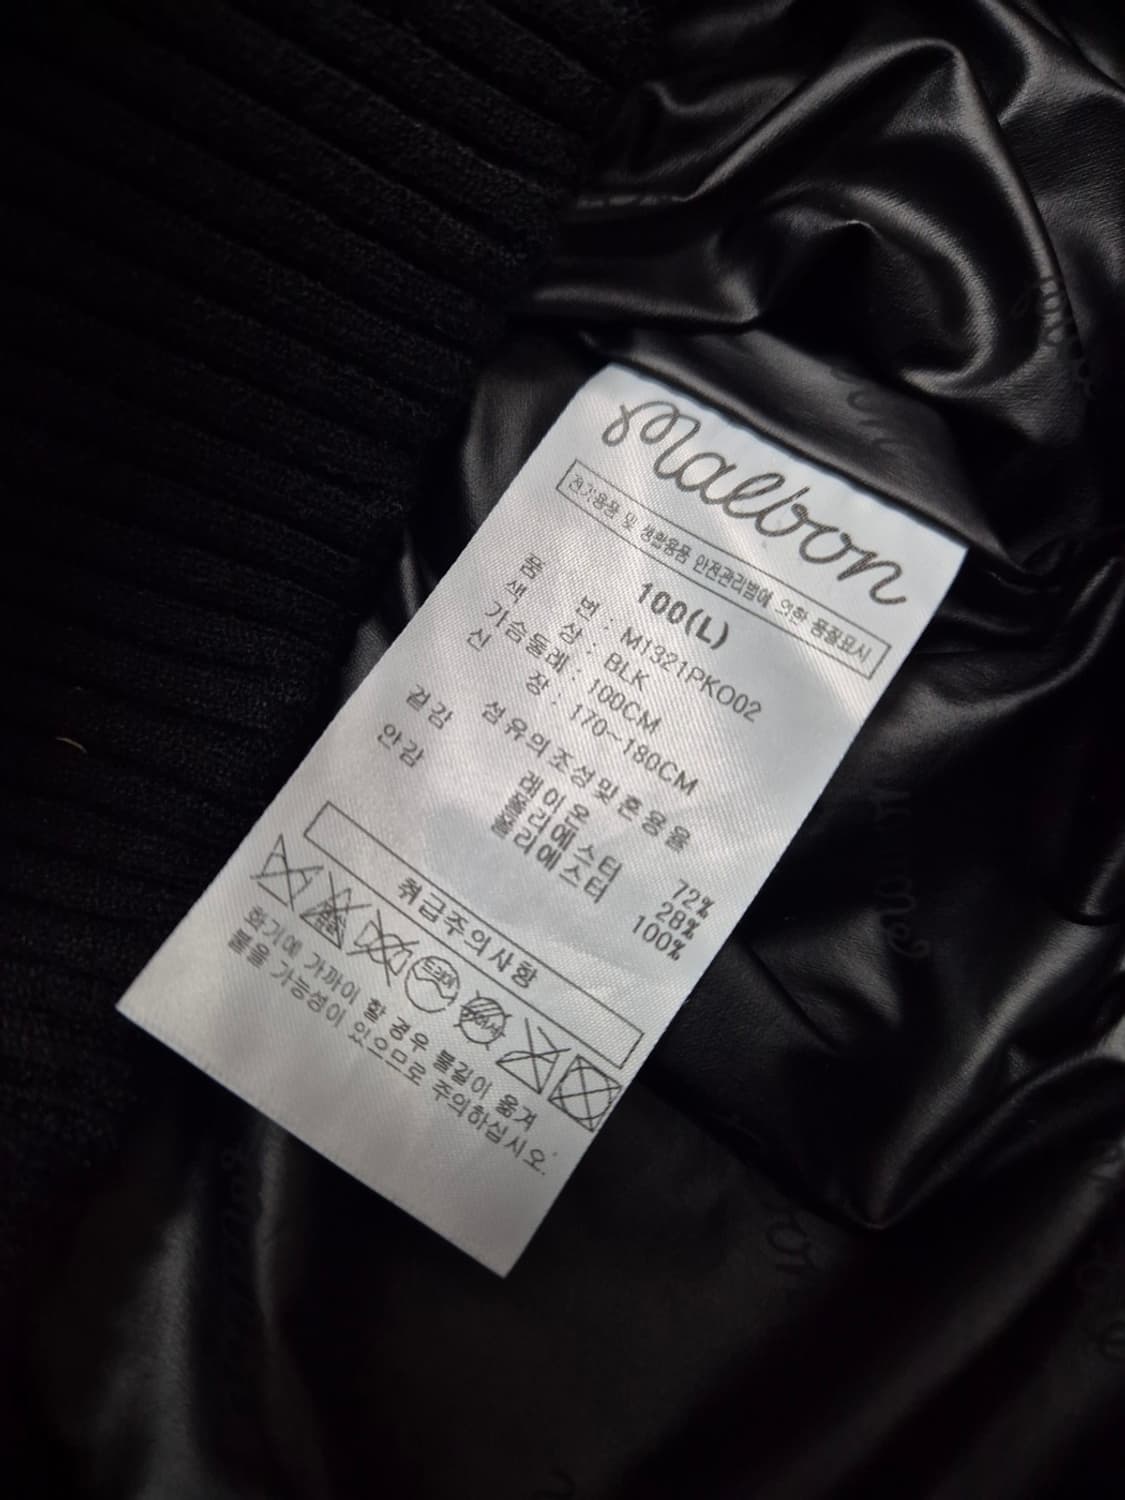 Malbon
전기용품 및 생활용품 안전관리법에 의한 품질표시
100(L)
품 번 : M1321PKO02
색 상 : BLK
가슴둘레 : 100CM
신 장 : 170~180CM
섬유의조성및혼용율
겉감 레이온 72%
폴리에스터 28%
안감 폴리에스터 100%
취급주의사항
드라이
화기에 가까이 할 경우 불길이 옮겨
붙을 가능성이 있으므로 주의하십시오.